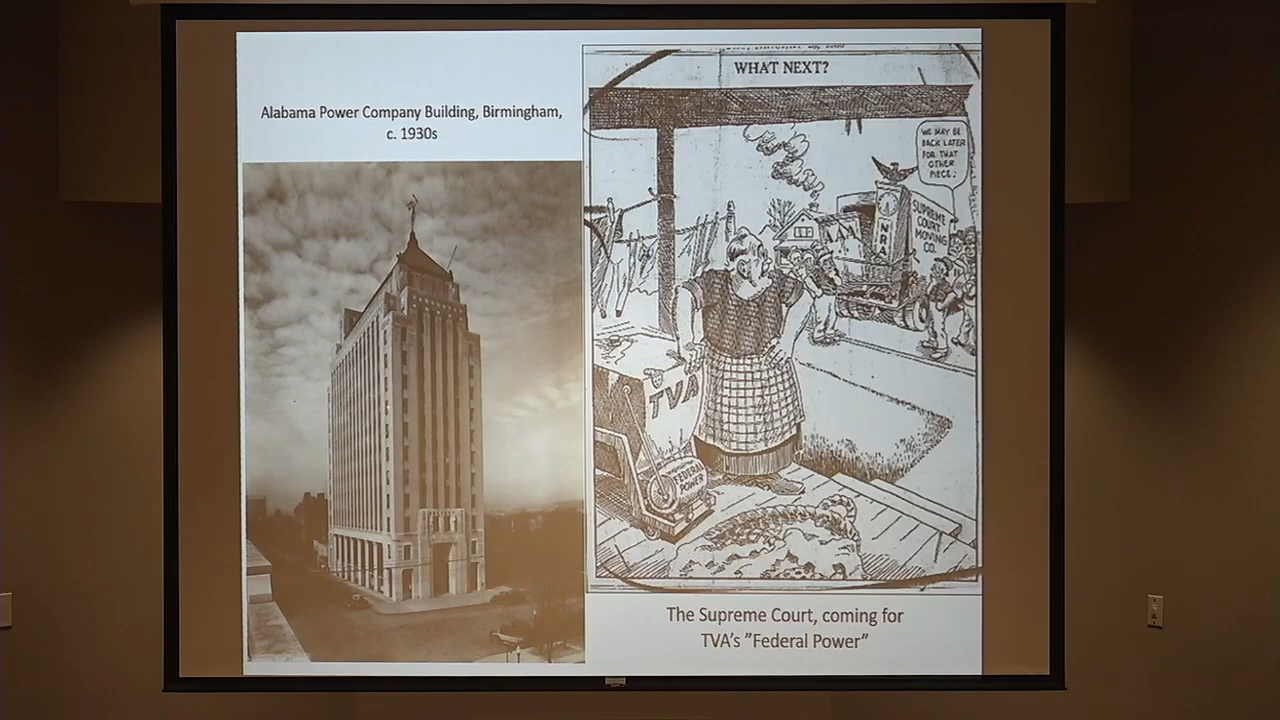 Alabama Power Company Building, Birmingham,
c. 1930s
WHAT NEXT?
WE MAY BE
BACK LATER
FOR THAT
OTHER
PIECE.
SUPREME
COURT
MOVING
CO.
AAA
NRA
TVA
FEDERAL
POWER
The Supreme Court, coming for
TVA's "Federal Power"